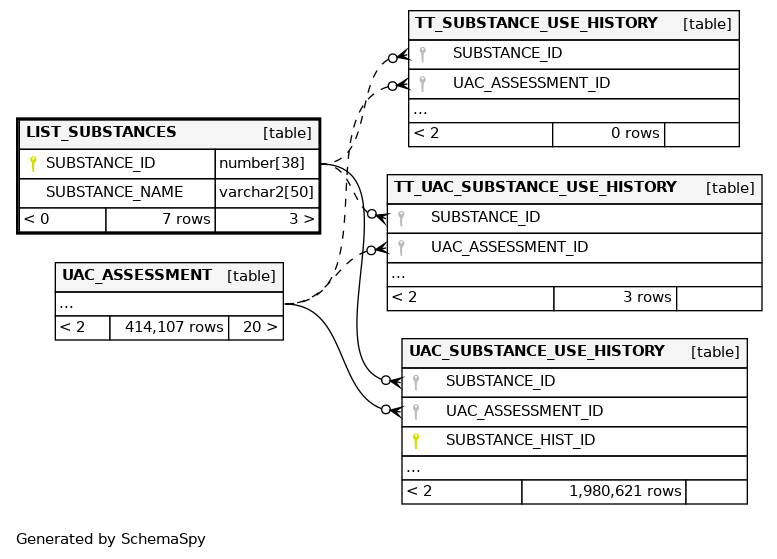 TT_SUBSTANCE_USE_HISTORY [table]
SUBSTANCE_ID
UAC_ASSESSMENT_ID
...
< 2 0 rows
LIST_SUBSTANCES [table]
SUBSTANCE_ID number[38]
SUBSTANCE_NAME varchar2[50]
< 0 7 rows 3 >
TT_UAC_SUBSTANCE_USE_HISTORY [table]
SUBSTANCE_ID
UAC_ASSESSMENT_ID
...
< 2 3 rows
UAC_ASSESSMENT [table]
...
< 2 414,107 rows 20 >
UAC_SUBSTANCE_USE_HISTORY [table]
SUBSTANCE_ID
UAC_ASSESSMENT_ID
SUBSTANCE_HIST_ID
...
< 2 1,980,621 rows
Generated by SchemaSpy